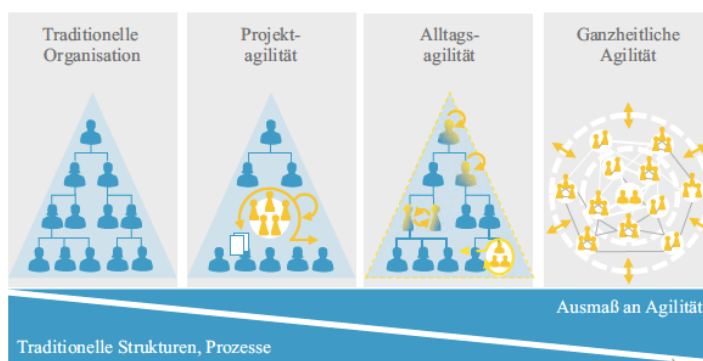 Traditionelle
Organisation
Projekt-
agilität
Alltags-
agilität
Ganzheitliche
Agilität
Ausmaß an Agilität
Traditionelle Strukturen, Prozesse